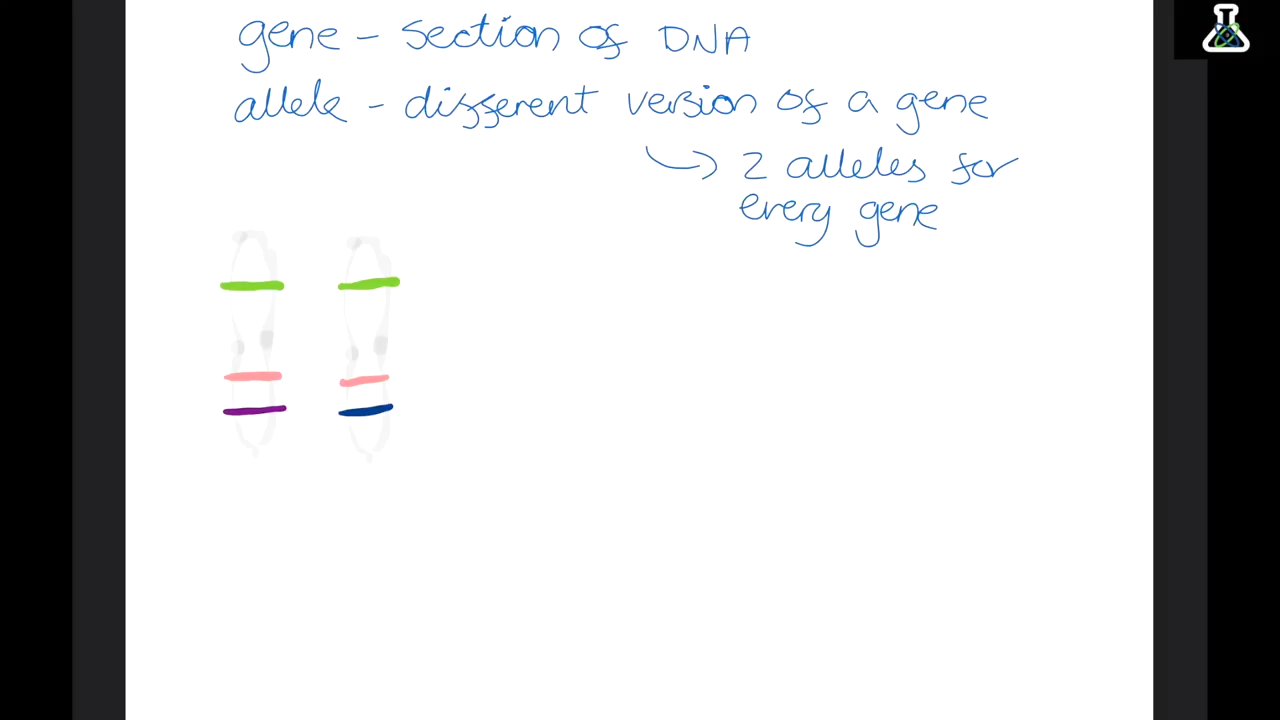 gene - section of DNA
allele - different version of a gene
↳ 2 alleles for
every gene